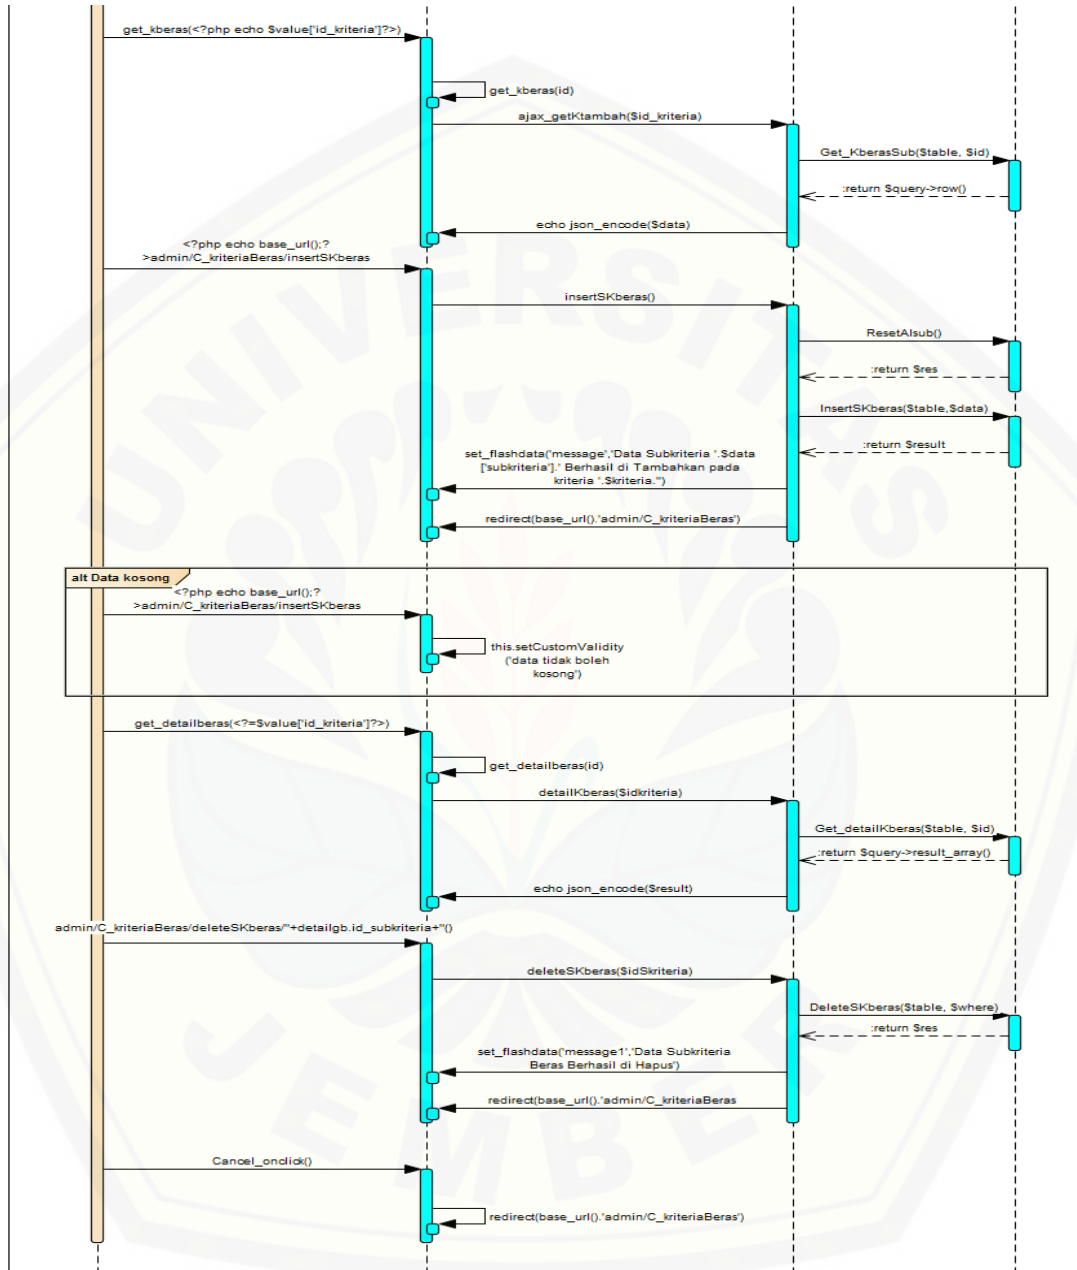 get_kberas(<?php echo $value['id_kriteria']?>)
get_kberas(id)
ajax_getKtambah($id_kriteria)
Get_KberasSub($table, $id)
:return $query->row()
echo json_encode($data)
<?php echo base_url();?
>admin/C_kriteriaBeras/insertSKberas
insertSKberas()
ResetAIsub()
:return $res
InsertSKberas($table,$data)
:return $result
set_flashdata('message','Data Subkriteria '.$data
['subkriteria'].' Berhasil di Tambahkan pada
kriteria '.$kriteria.'')
redirect(base_url().'admin/C_kriteriaBeras')
alt Data kosong
<?php echo base_url();?
>admin/C_kriteriaBeras/insertSKberas
this.setCustomValidity
('data tidak boleh
kosong')
get_detailberas(<?=$value['id_kriteria']?>)
get_detailberas(id)
detailKberas($idkriteria)
Get_detailKberas($table, $id)
:return $query->result_array()
echo json_encode($result)
admin/C_kriteriaBeras/deleteSKberas/"+detailgb.id_subkriteria+"()
deleteSKberas($idSkriteria)
DeleteSKberas($table, $where)
:return $res
set_flashdata('message1','Data Subkriteria
Beras Berhasil di Hapus')
redirect(base_url().'admin/C_kriteriaBeras
Cancel_onclick()
redirect(base_url().'admin/C_kriteriaBeras')
UNIVERSITAS
JEMBER